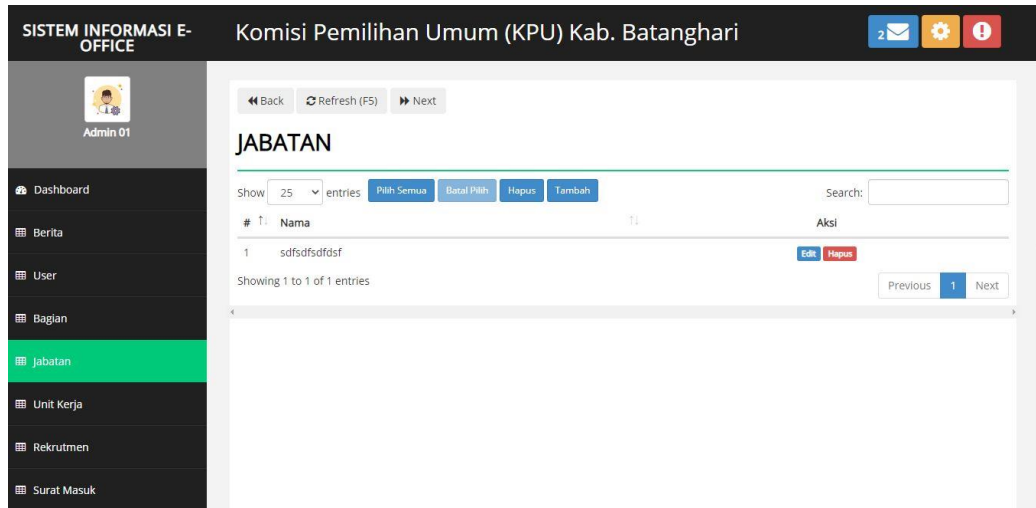 SISTEM INFORMASI E-OFFICE
Komisi Pemilihan Umum (KPU) Kab. Batanghari
2
Admin 01
Back Refresh (F5) Next
JABATAN
Dashboard
Berita
User
Bagian
Jabatan
Unit Kerja
Rekrutmen
Surat Masuk
Show 25 entries Pilih Semua Batal Pilih Hapus Tambah Search:
# Nama Aksi
1 sdfsdfsdfdsf Edit Hapus
Showing 1 to 1 of 1 entries
Previous 1 Next